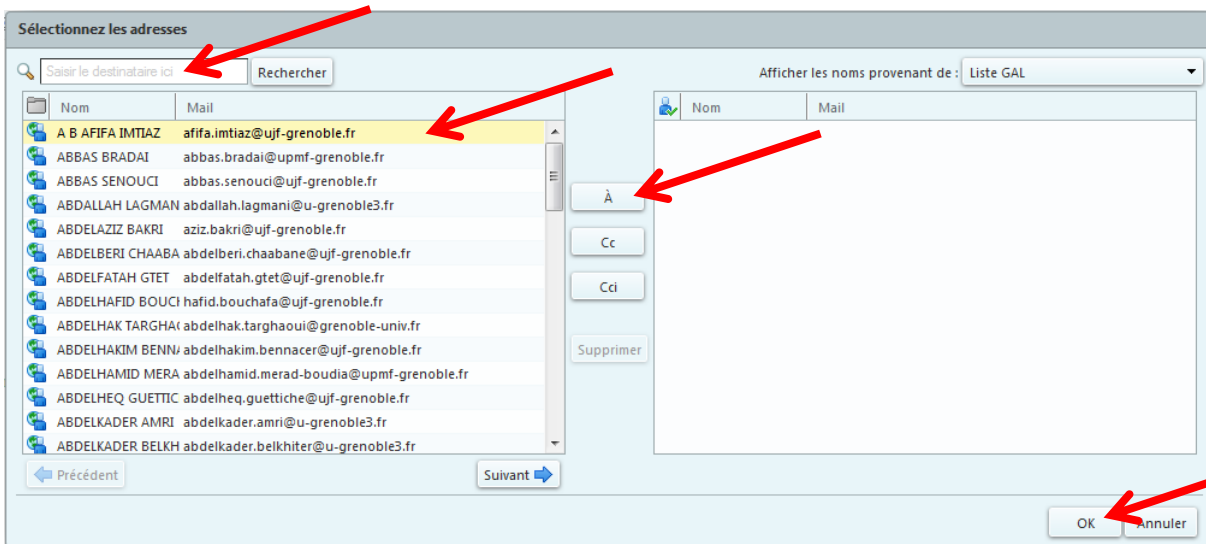 Sélectionnez les adresses
Saisir le destinataire ici Rechercher Afficher les noms provenant de : Liste GAL
Nom Mail Nom Mail
A B AFIFA IMTIAZ afifa.imtiaz@ujf-grenoble.fr
ABBAS BRADAI abbas.bradai@upmf-grenoble.fr
ABBAS SENOUCI abbas.senouci@ujf-grenoble.fr
ABDALLAH LAGMAN abdallah.lagmani@u-grenoble3.fr
À
ABDELAZIZ BAKRI aziz.bakri@ujf-grenoble.fr
ABDELBERI CHAABA abdelberi.chaabane@ujf-grenoble.fr
Cc
ABDELFATAH GTET abdelfatah.gtet@ujf-grenoble.fr
Cci
ABDELHAFID BOUCH hafid.bouchafa@ujf-grenoble.fr
ABDELHAK TARGHA abdelhak.targhaoui@grenoble-univ.fr
ABDELHAKIM BENN abdelhakim.bennacer@ujf-grenoble.fr
Supprimer
ABDELHAMID MERA abdelhamid.merad-boudia@upmf-grenoble.fr
ABDELHEQ GUETTIC abdelheq.guettiche@ujf-grenoble.fr
ABDELKADER AMRI abdelkader.amri@u-grenoble3.fr
ABDELKADER BELKH abdelkader.belkhiter@u-grenoble3.fr
Précédent Suivant
OK Annuler